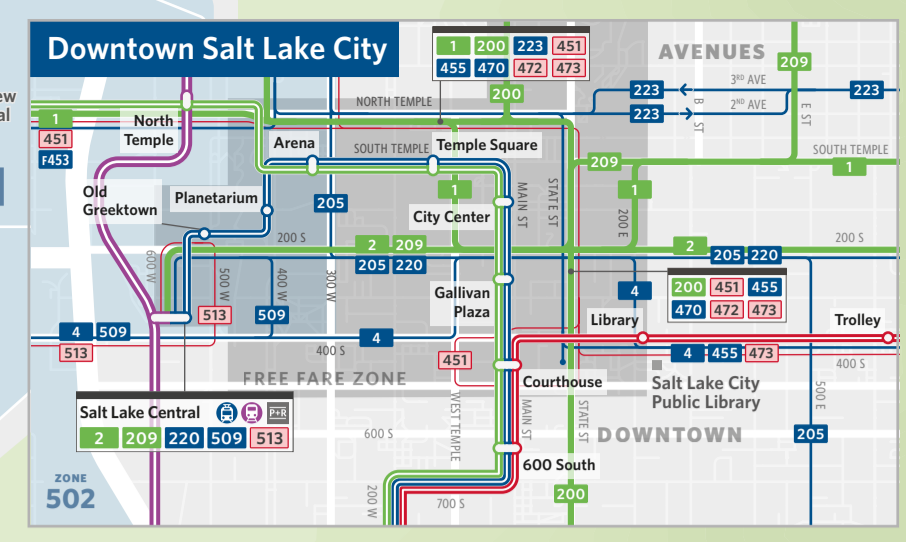 Downtown Salt Lake City
1 200 223 451
455 470 472 473
200
AVENUES
209
3RD AVE
223
223
2ND AVE
223
B ST
E ST
NORTH TEMPLE
ew
al
1
451
F453
North
Temple
Arena
SOUTH TEMPLE
Temple Square
209
SOUTH TEMPLE
1
Old
Greektown
Planetarium
205
1
City Center
MAIN ST
STATE ST
1
200 E
200 S
2 209
205 220
2
205 220
200 S
600 W
500 W
400 W
300 W
Gallivan
Plaza
4
200 451 455
470 472 473
513
509
Library
Trolley
4 509
513
4
400 S
451
4 455 473
400 S
FREE FARE ZONE
Courthouse
Salt Lake City
Public Library
Salt Lake Central P+R
2 209 220 509 513
WEST TEMPLE
MAIN ST
STATE ST
500 E
600 S
DOWNTOWN
205
600 South
ZONE
502
200 W
700 S
200